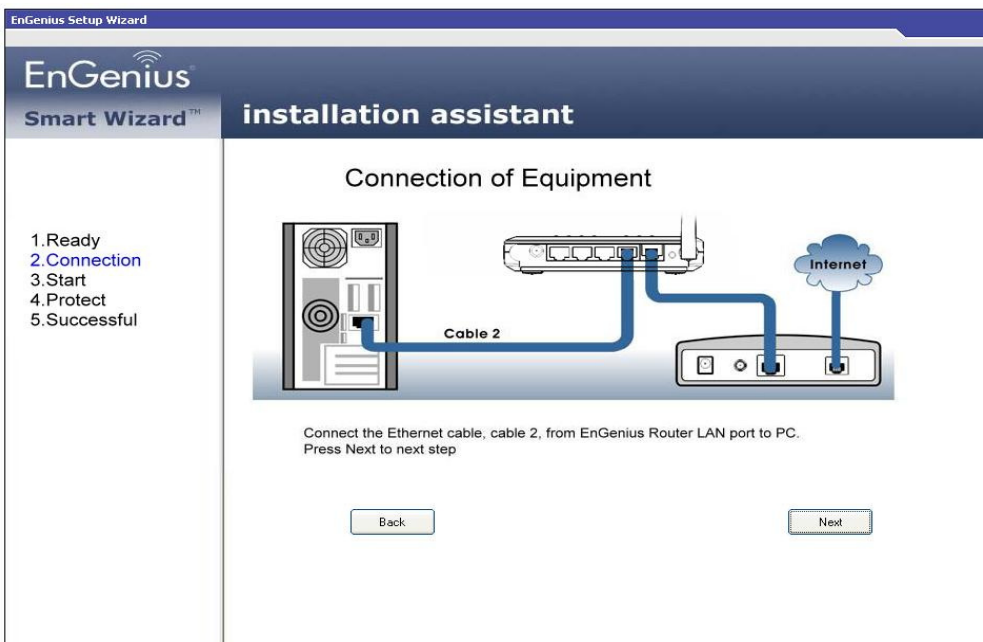 EnGenius Setup Wizard
EnGenius®
Smart Wizard™
installation assistant
Connection of Equipment
1.Ready
2.Connection
3.Start
4.Protect
5.Successful
Internet
Cable 2
Connect the Ethernet cable, cable 2, from EnGenius Router LAN port to PC.
Press Next to next step
Back
Next